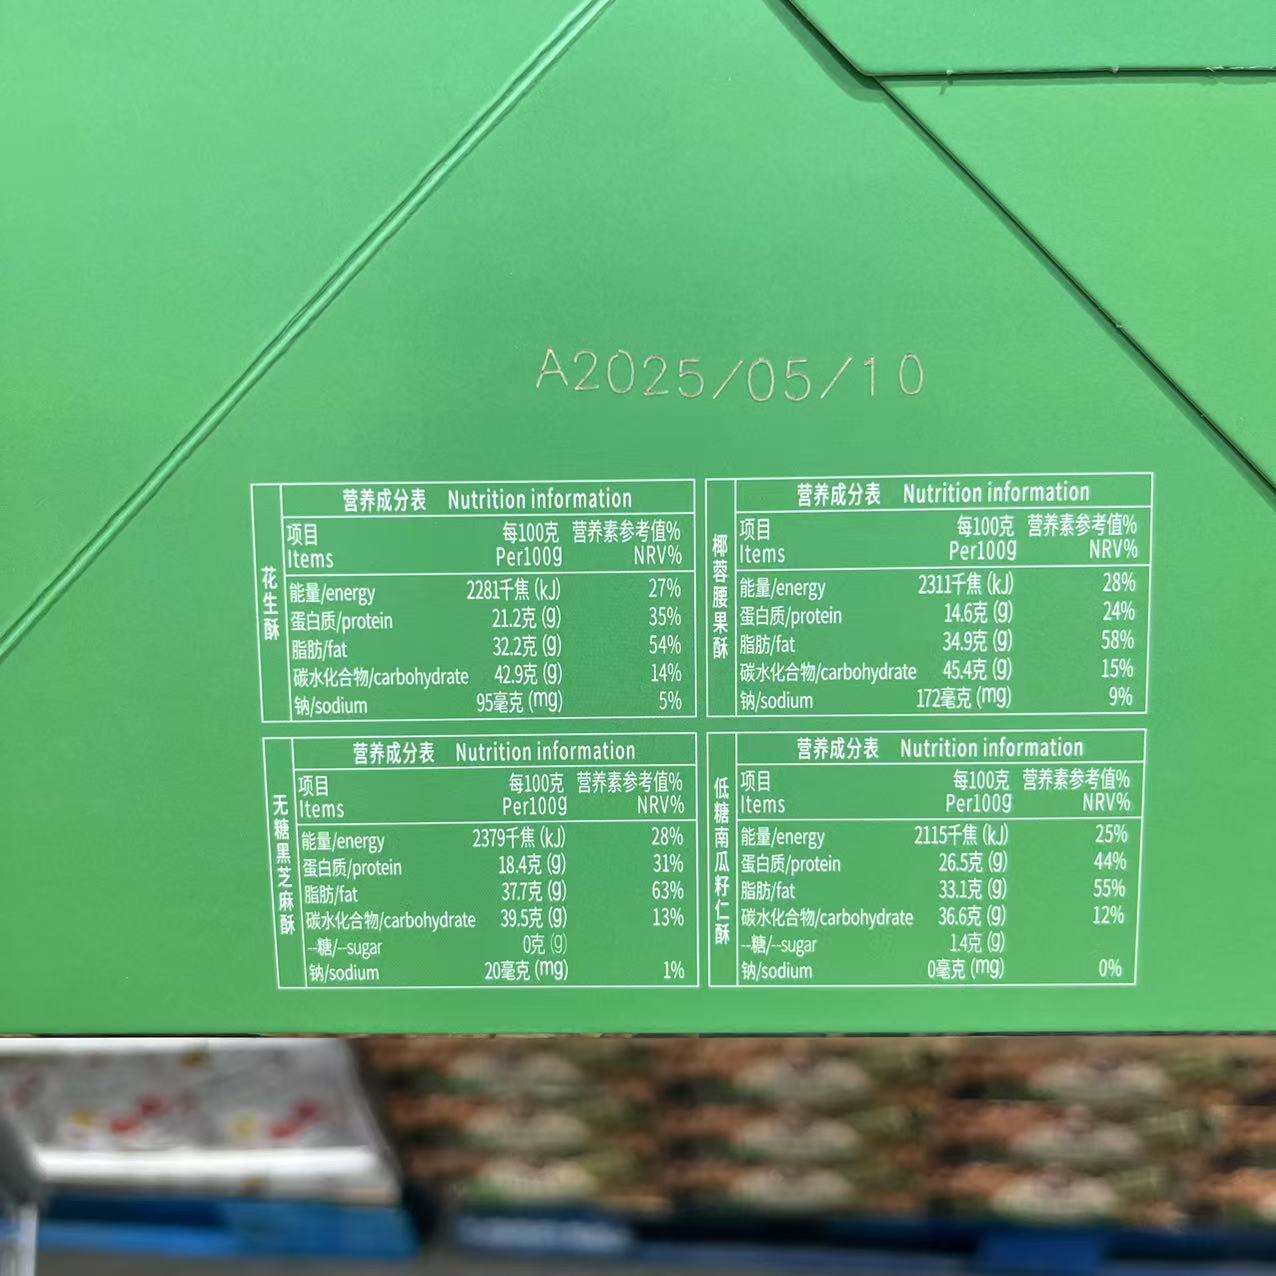 A2025/05/10
花生酥
营养成分表 Nutrition information
项目 每100克 营养素参考值%
Items Per100g NRV%
能量/energy 2281千焦 (kJ) 27%
蛋白质/protein 21.2克 (g) 35%
脂肪/fat 32.2克 (g) 54%
碳水化合物/carbohydrate 42.9克 (g) 14%
钠/sodium 95毫克 (mg) 5%
椰蓉腰果酥
营养成分表 Nutrition information
项目 每100克 营养素参考值%
Items Per100g NRV%
能量/energy 2311千焦 (kJ) 28%
蛋白质/protein 14.6克 (g) 24%
脂肪/fat 34.9克 (g) 58%
碳水化合物/carbohydrate 45.4克 (g) 15%
钠/sodium 172毫克 (mg) 9%
无糖黑芝麻酥
营养成分表 Nutrition information
项目 每100克 营养素参考值%
Items Per100g NRV%
能量/energy 2379千焦 (kJ) 28%
蛋白质/protein 18.4克 (g) 31%
脂肪/fat 37.7克 (g) 63%
碳水化合物/carbohydrate 39.5克 (g) 13%
--糖/--sugar 0克 (g)
钠/sodium 20毫克 (mg) 1%
低糖南瓜籽仁酥
营养成分表 Nutrition information
项目 每100克 营养素参考值%
Items Per100g NRV%
能量/energy 2115千焦 (kJ) 25%
蛋白质/protein 26.5克 (g) 44%
脂肪/fat 33.1克 (g) 55%
碳水化合物/carbohydrate 36.6克 (g) 12%
--糖/--sugar 1.4克 (g)
钠/sodium 0毫克 (mg) 0%